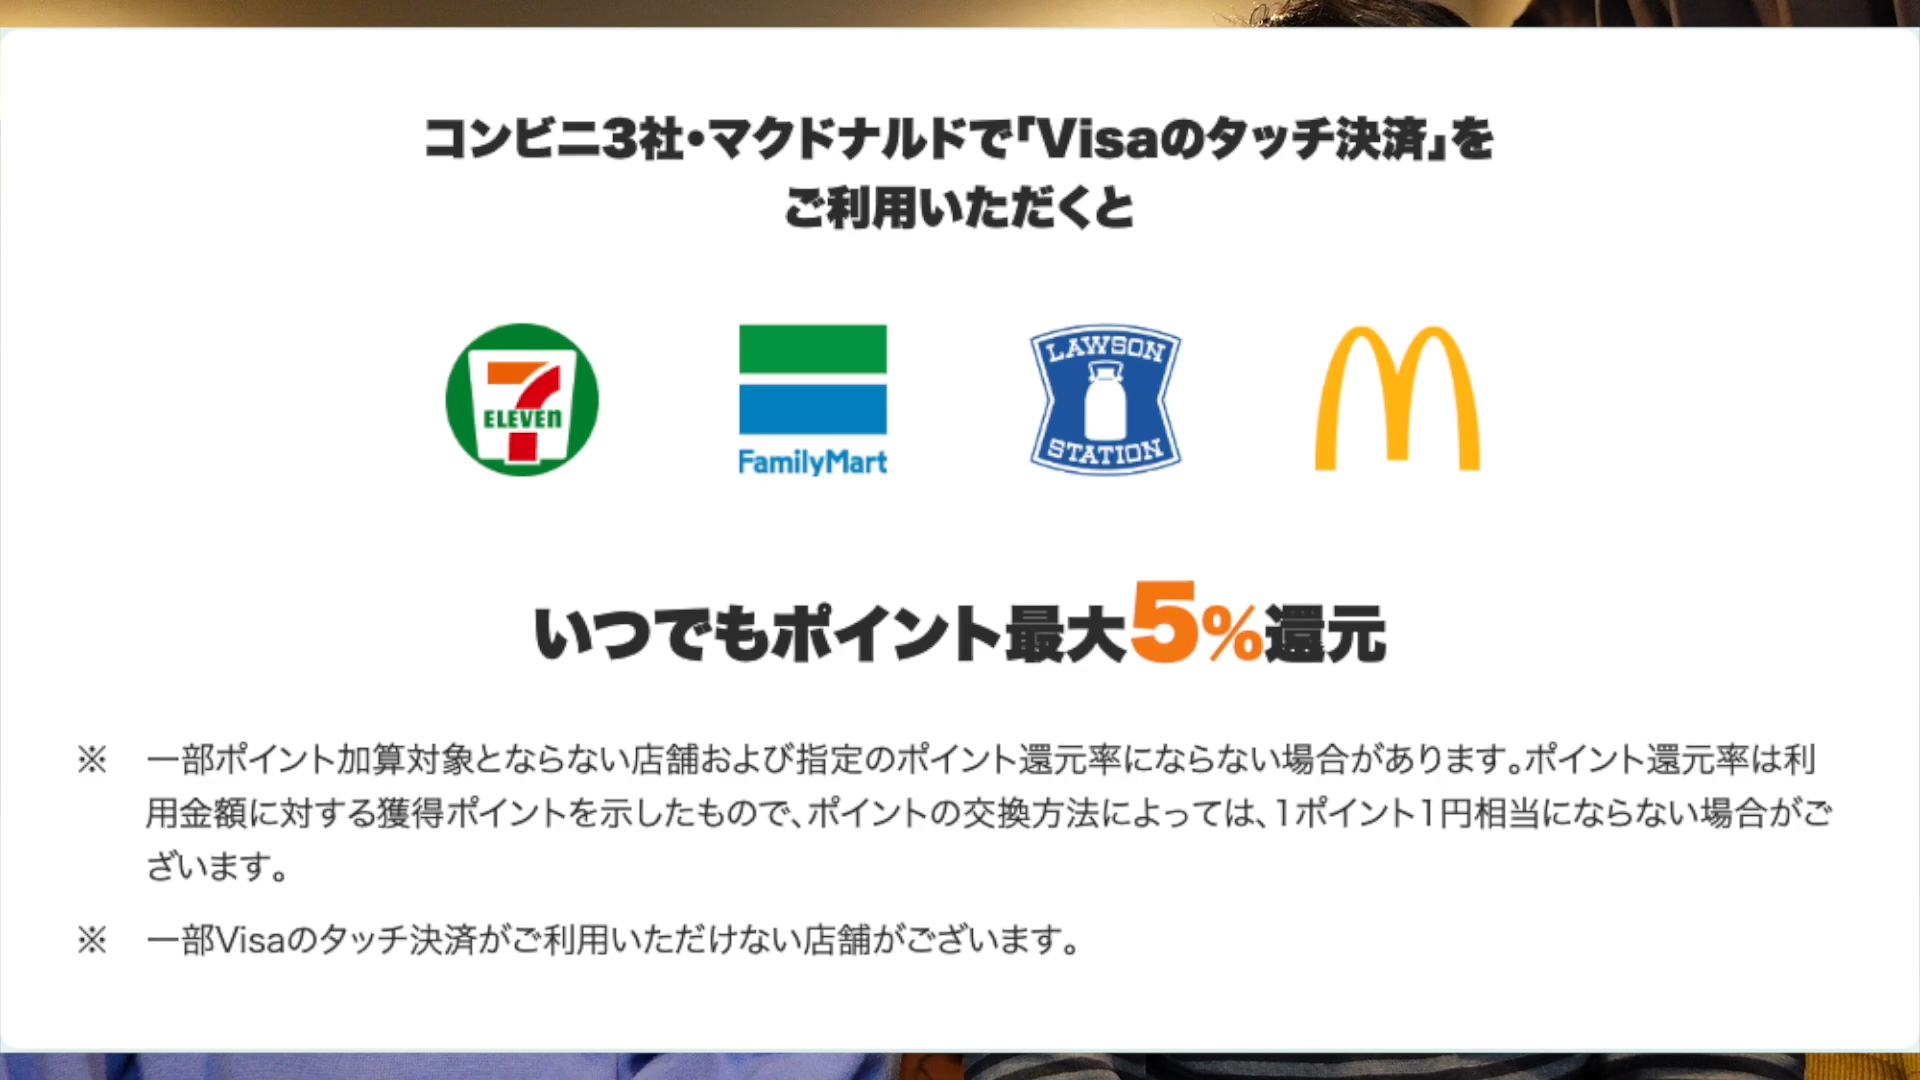 コンビニ3社・マクドナルドで「Visaのタッチ決済」を
ご利用いただくと
7
ELEVEn
FamilyMart
LAWSON
STATION
いつでもポイント最大5%還元
※ 一部ポイント加算対象とならない店舗および指定のポイント還元率にならない場合があります。ポイント還元率は利
用金額に対する獲得ポイントを示したもので、ポイントの交換方法によっては、1ポイント1円相当にならない場合がご
ざいます。
※ 一部Visaのタッチ決済がご利用いただけない店舗がございます。